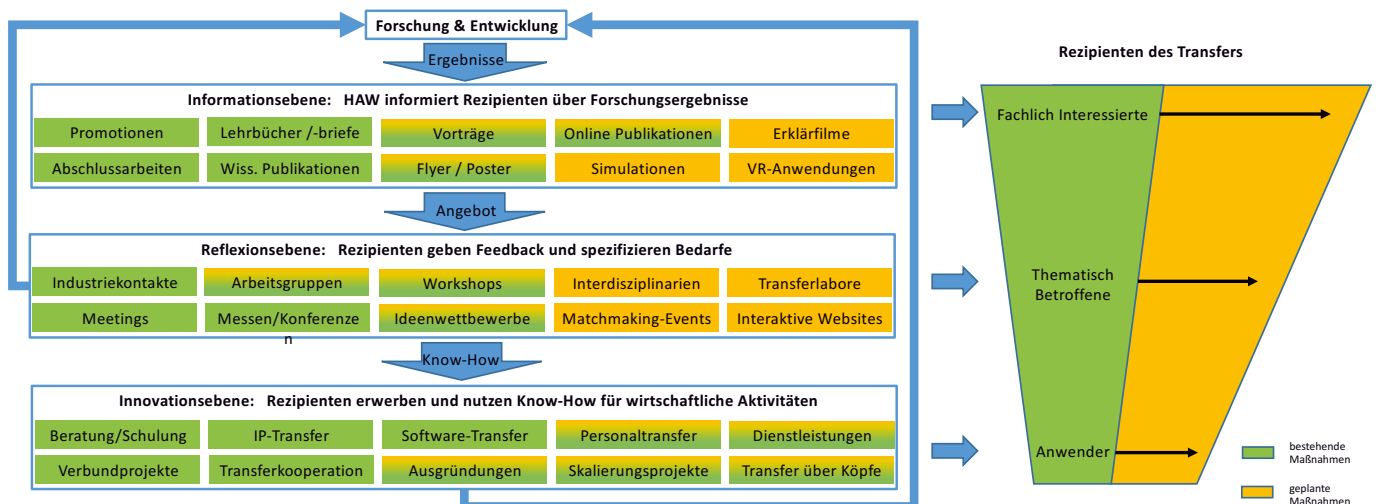 Forschung & Entwicklung
Ergebnisse
Informationsebene: HAW informiert Rezipienten über Forschungsergebnisse
Promotionen
Lehrbücher /-briefe
Vorträge
Online Publikationen
Erklärfilme
Abschlussarbeiten
Wiss. Publikationen
Flyer / Poster
Simulationen
VR-Anwendungen
Angebot
Reflexionsebene: Rezipienten geben Feedback und spezifizieren Bedarfe
Industriekontakte
Arbeitsgruppen
Workshops
Interdisziplinarien
Transferlabore
Meetings
Messen/Konferenze
n
Ideenwettbewerbe
Matchmaking-Events
Interaktive Websites
Know-How
Innovationsebene: Rezipienten erwerben und nutzen Know-How für wirtschaftliche Aktivitäten
Beratung/Schulung
IP-Transfer
Software-Transfer
Personaltransfer
Dienstleistungen
Verbundprojekte
Transferkooperation
Ausgründungen
Skalierungsprojekte
Transfer über Köpfe
Rezipienten des Transfers
Fachlich Interessierte
Thematisch
Betroffene
Anwender
bestehende
Maßnahmen
geplante
Maßnahmen